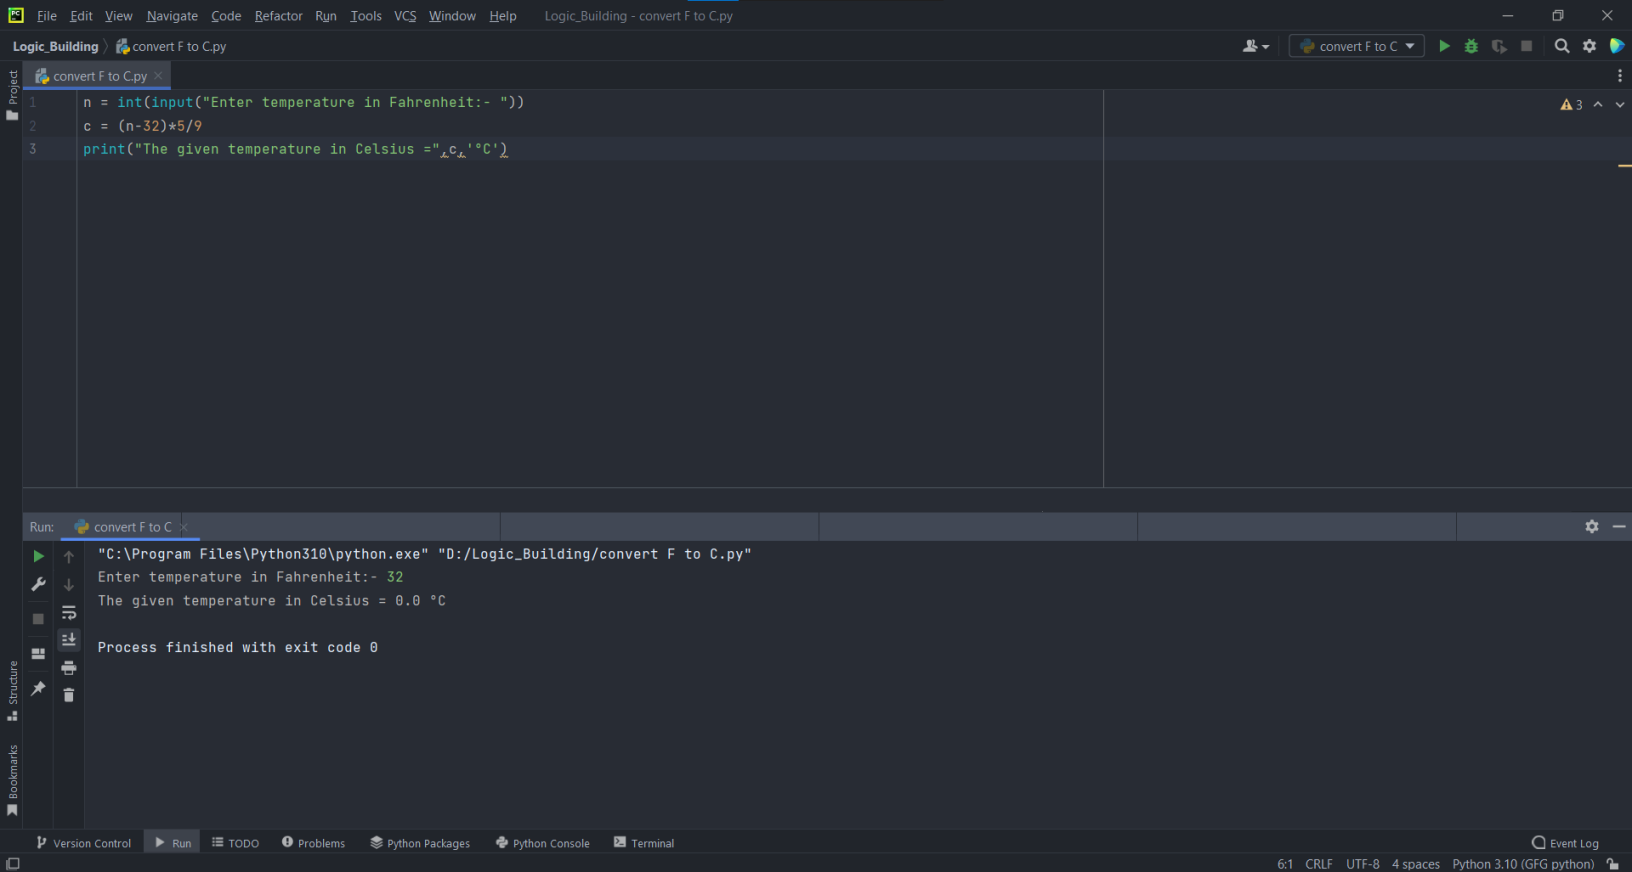 PC File Edit View Navigate Code Refactor Run Tools VCS Window Help Logic_Building - convert F to C.py
Logic_Building convert F to C.py convert F to C
Project
convert F to C.py
1 n = int(input("Enter temperature in Fahrenheit:- "))
2 c = (n-32)*5/9
3 print("The given temperature in Celsius =",c,'°C')
3
Run: convert F to C
"C:\Program Files\Python310\python.exe" "D:/Logic_Building/convert F to C.py"
Enter temperature in Fahrenheit:- 32
The given temperature in Celsius = 0.0 °C
Process finished with exit code 0
Structure
Bookmarks
Version Control Run TODO Problems Python Packages Python Console Terminal Event Log
6:1 CRLF UTF-8 4 spaces Python 3.10 (GFG python)